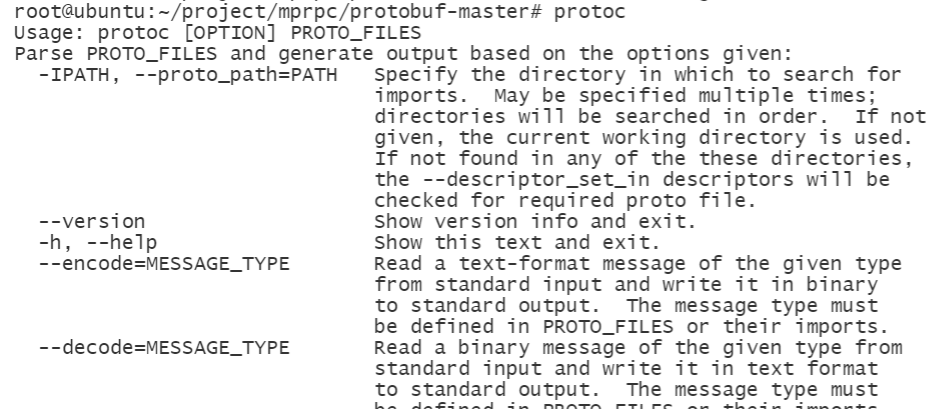 root@ubuntu:~/project/mprpc/protobuf-master# protoc
Usage: protoc [OPTION] PROTO_FILES
Parse PROTO_FILES and generate output based on the options given:
  -IPATH, --proto_path=PATH   Specify the directory in which to search for
                              imports.  May be specified multiple times;
                              directories will be searched in order.  If not
                              given, the current working directory is used.
                              If not found in any of the these directories,
                              the --descriptor_set_in descriptors will be
                              checked for required proto file.
  --version                   Show version info and exit.
  -h, --help                  Show this text and exit.
  --encode=MESSAGE_TYPE       Read a text-format message of the given type
                              from standard input and write it in binary
                              to standard output.  The message type must
                              be defined in PROTO_FILES or their imports.
  --decode=MESSAGE_TYPE       Read a binary message of the given type from
                              standard input and write it in text format
                              to standard output.  The message type must
                              be defined in PROTO_FILES or their imports